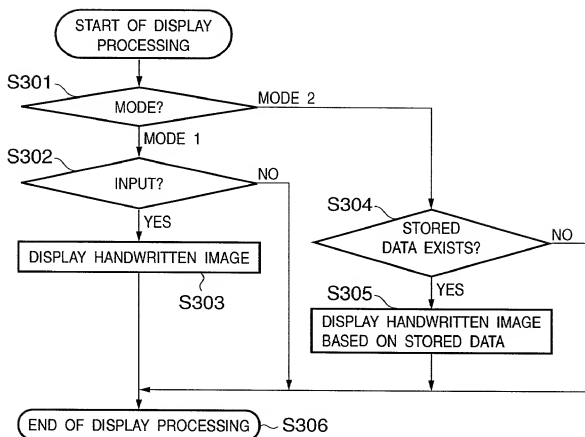 START OF DISPLAY
PROCESSING
S301
MODE?
MODE 2
MODE 1
S302
INPUT?
NO
YES
DISPLAY HANDWRITTEN IMAGE
S303
S304
STORED
DATA EXISTS?
NO
YES
S305
DISPLAY HANDWRITTEN IMAGE
BASED ON STORED DATA
END OF DISPLAY PROCESSING
S306